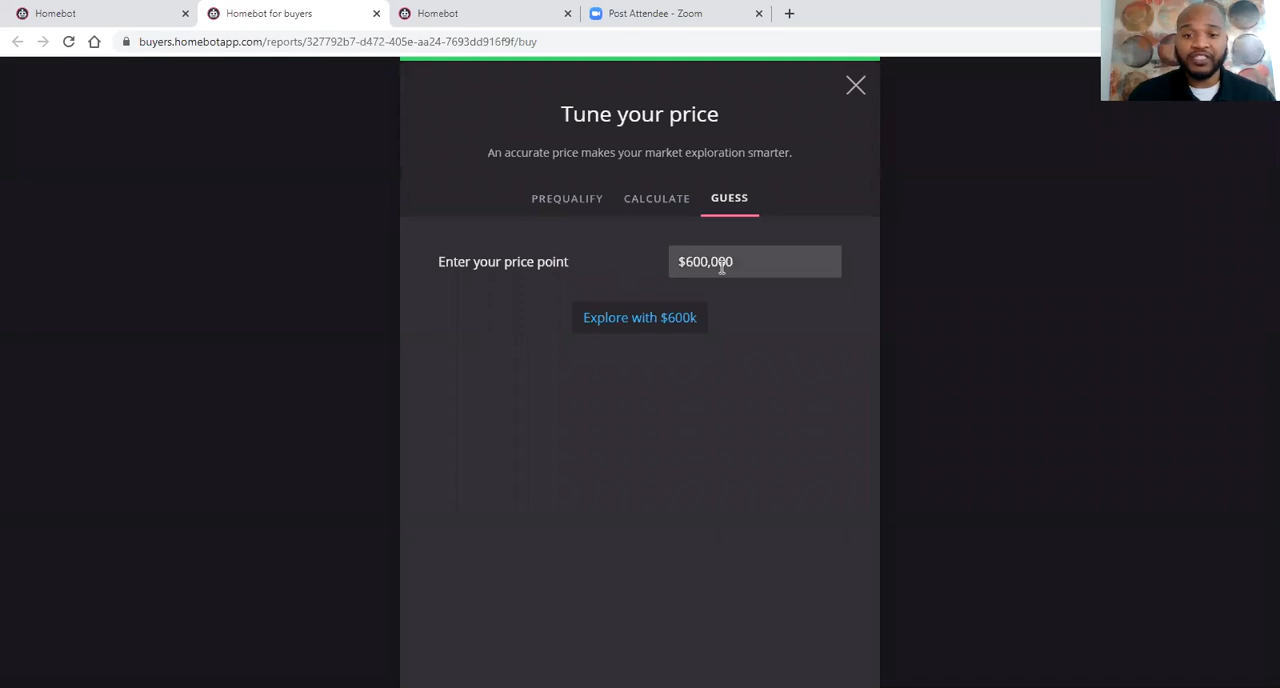 Homebot
Homebot for buyers
Homebot
Post Attendee - Zoom
buyers.homebotapp.com/reports/327792b7-d472-405e-aa24-7693dd916f9f/buy
Tune your price
An accurate price makes your market exploration smarter.
PREQUALIFY CALCULATE GUESS
Enter your price point $600,000
Explore with $600k